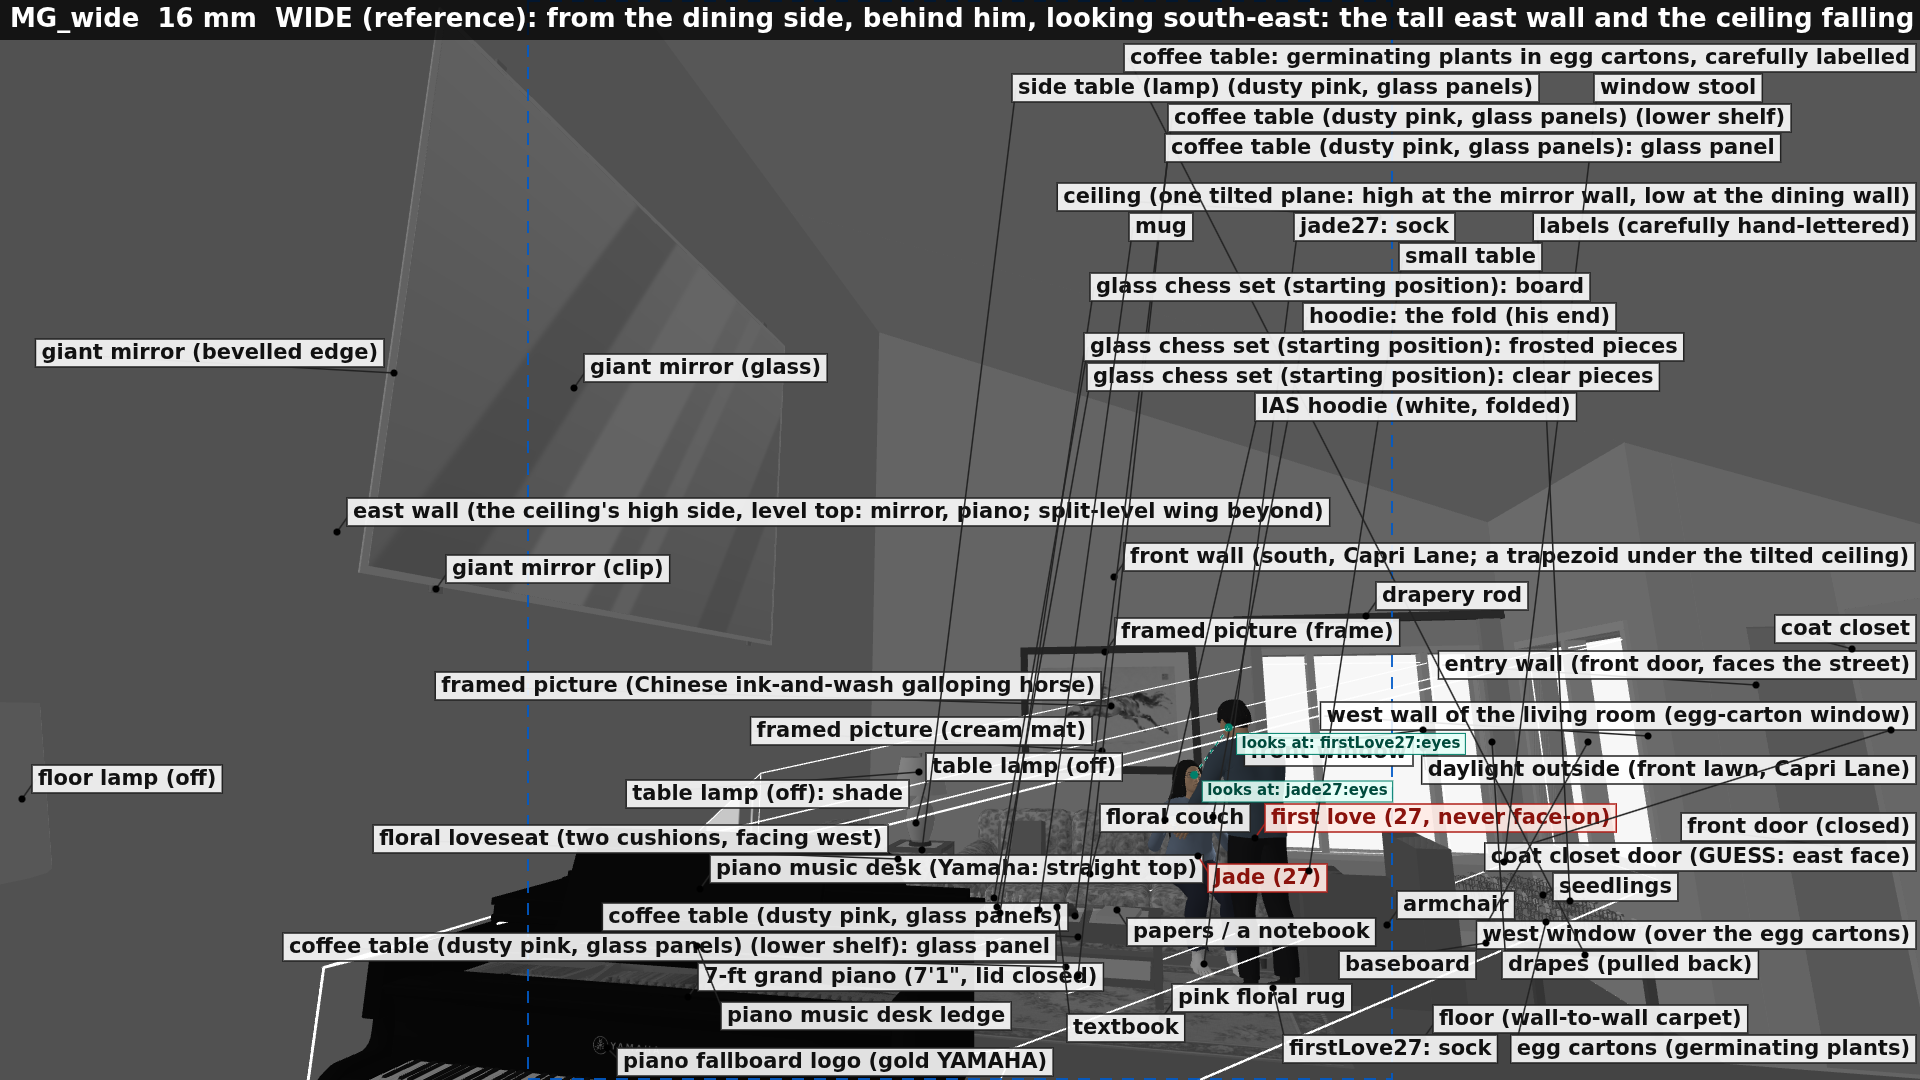 MG_wide 16 mm WIDE (reference): from the dining side, behind him, looking south-east: the tall east wall and the ceiling falling
coffee table: germinating plants in egg cartons, carefully labelled
side table (lamp) (dusty pink, glass panels)
window stool
coffee table (dusty pink, glass panels) (lower shelf)
coffee table (dusty pink, glass panels): glass panel
ceiling (one tilted plane: high at the mirror wall, low at the dining wall)
mug
jade27: sock
labels (carefully hand-lettered)
small table
glass chess set (starting position): board
hoodie: the fold (his end)
glass chess set (starting position): frosted pieces
giant mirror (bevelled edge)
giant mirror (glass)
glass chess set (starting position): clear pieces
IAS hoodie (white, folded)
east wall (the ceiling's high side, level top: mirror, piano; split-level wing beyond)
front wall (south, Capri Lane; a trapezoid under the tilted ceiling)
giant mirror (clip)
drapery rod
framed picture (frame)
coat closet
entry wall (front door, faces the street)
framed picture (Chinese ink-and-wash galloping horse)
west wall of the living room (egg-carton window)
framed picture (cream mat)
looks at: firstLove27:eyes
front window
table lamp (off)
daylight outside (front lawn, Capri Lane)
floor lamp (off)
table lamp (off): shade
looks at: jade27:eyes
floral couch
first love (27, never face-on)
front door (closed)
floral loveseat (two cushions, facing west)
coat closet door (GUESS: east face)
piano music desk (Yamaha: straight top)
jade (27)
seedlings
armchair
coffee table (dusty pink, glass panels)
papers / a notebook
west window (over the egg cartons)
coffee table (dusty pink, glass panels) (lower shelf): glass panel
baseboard
drapes (pulled back)
7-ft grand piano (7'1", lid closed)
pink floral rug
piano music desk ledge
textbook
floor (wall-to-wall carpet)
firstLove27: sock
egg cartons (germinating plants)
piano fallboard logo (gold YAMAHA)